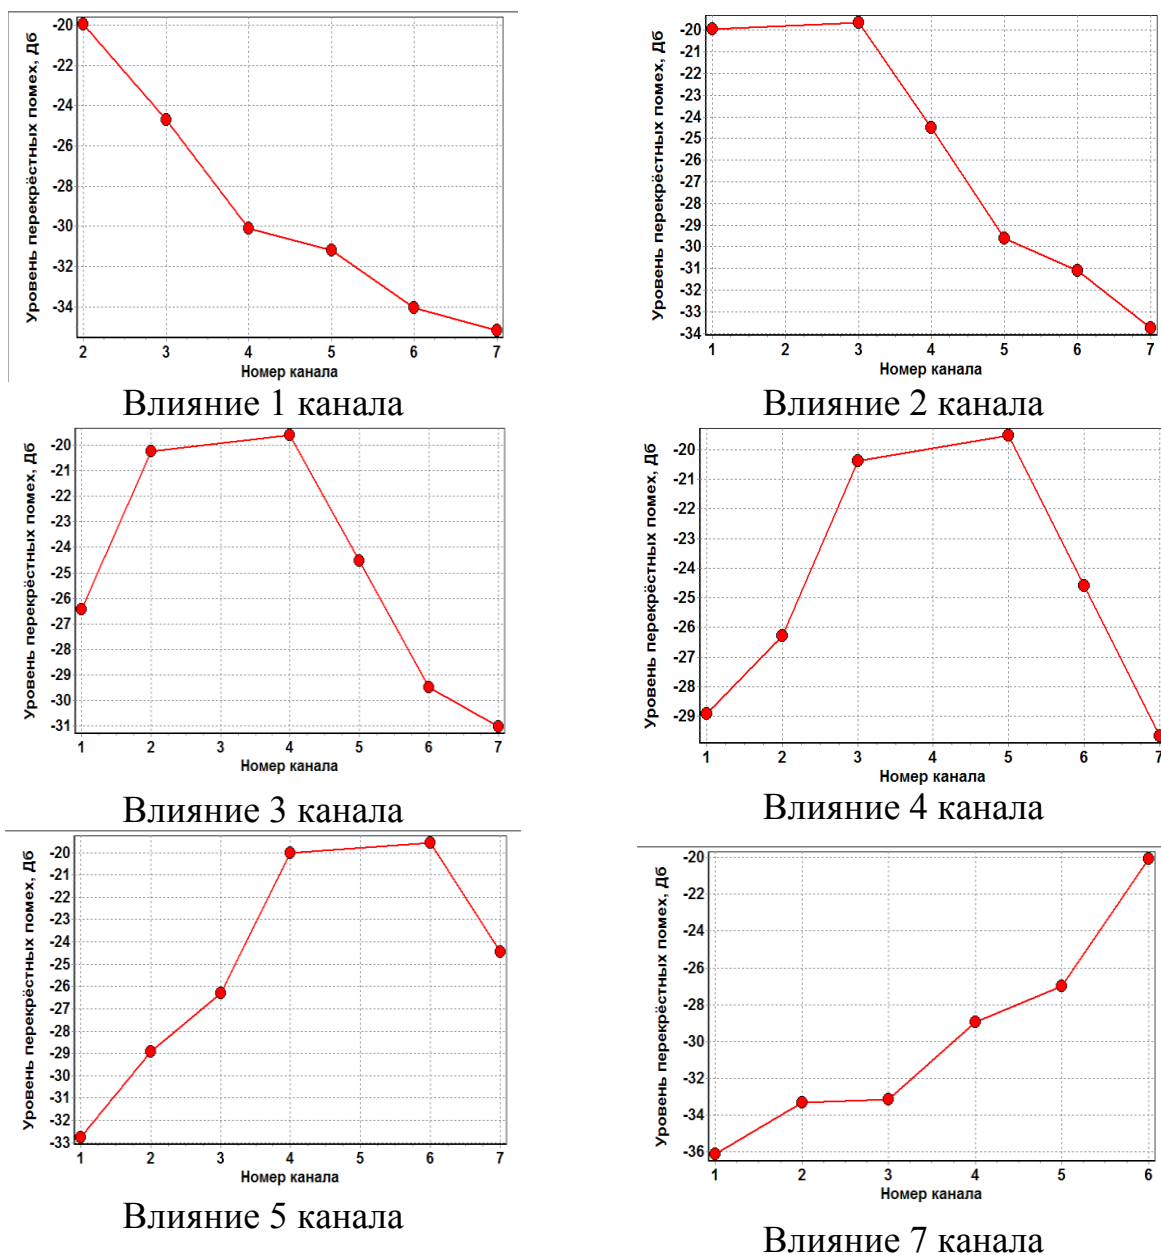 Уровень перекрёстных помех, Дб
-20
-22
-24
-26
-28
-30
-32
-34
2 3 4 5 6 7
Номер канала
Влияние 1 канала
Уровень перекрёстных помех, Дб
-20
-21
-22
-23
-24
-25
-26
-27
-28
-29
-30
-31
-32
-33
-34
1 2 3 4 5 6 7
Номер канала
Влияние 2 канала
Уровень перекрёстных помех, Дб
-20
-21
-22
-23
-24
-25
-26
-27
-28
-29
-30
-31
1 2 3 4 5 6 7
Номер канала
Влияние 3 канала
Уровень перекрёстных помех, Дб
-20
-21
-22
-23
-24
-25
-26
-27
-28
-29
1 2 3 4 5 6 7
Номер канала
Влияние 4 канала
Уровень перекрёстных помех, Дб
-20
-21
-22
-23
-24
-25
-26
-27
-28
-29
-30
-31
-32
-33
1 2 3 4 5 6 7
Номер канала
Влияние 5 канала
Уровень перекрёстных помех, Дб
-20
-22
-24
-26
-28
-30
-32
-34
-36
1 2 3 4 5 6
Номер канала
Влияние 7 канала